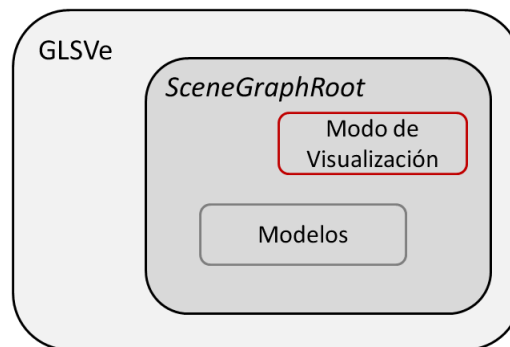 GLSVe
SceneGraphRoot
Modo de
Visualización
Modelos